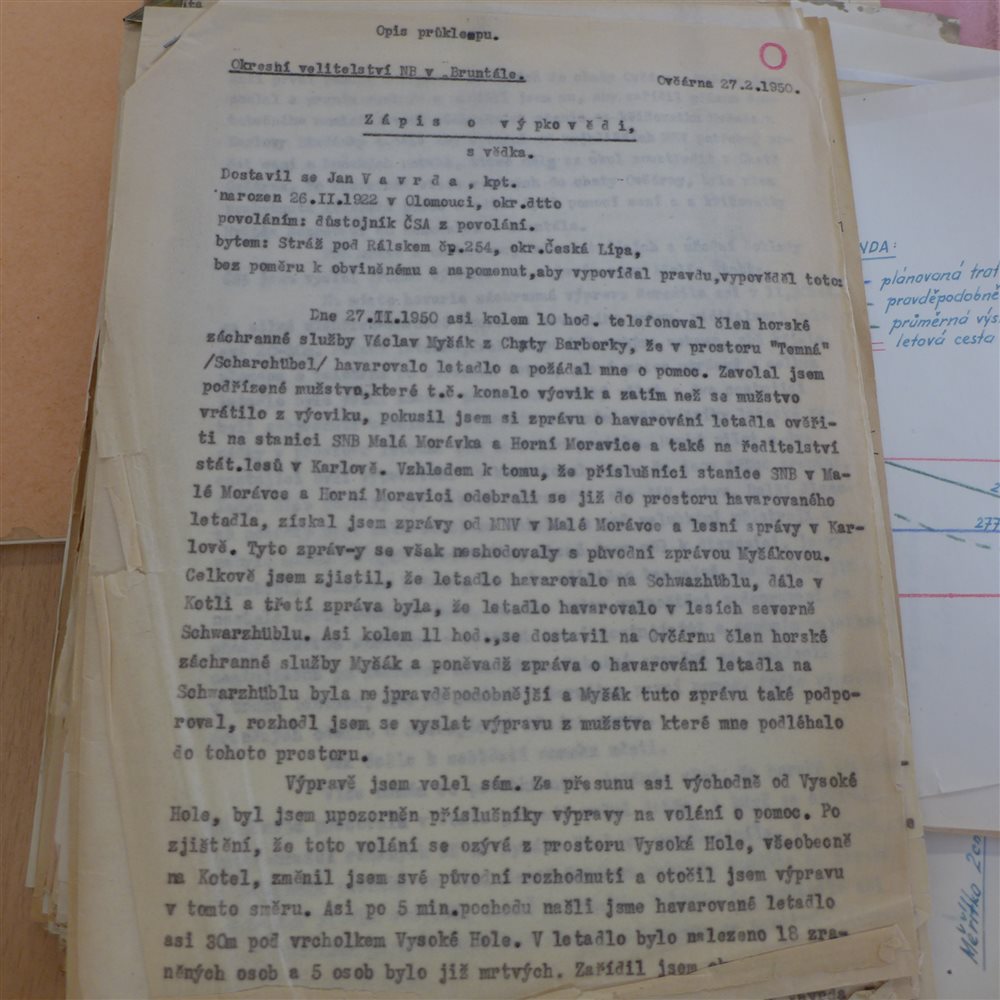 Opis průklepu.
Okresní velitelství NB v Bruntále.
Ovčárna 27.2.1950.
Z á p i s o v ý pkovědi,
s vědka.
Dostavil se Jan V a v r d a , kpt.
narozen 26.II.1922 v Olomouci, okr.dtto
povoláním: důstojník ČSA z povolání.
bytem: Stráž pod Rálskem čp.254, okr.Česká Lípa,
bez poměru k obviněnému a napomenut,aby vypovídal pravdu,vypověděl toto:
Dne 27.II.1950 asi kolem 10 hod. telefonoval člen horské
záchranné služby Václav Myšák z Chaty Barborky, že v prostoru "Temná"
/Scharchübel/ havarovalo letadlo a požádal mne o pomoc. Zavolal jsem
podřízené mužstvo,které t.č. konalo výcvik a zatím než se mužstvo
vrátilo z výcviku, pokusil jsem si zprávu o havarování letadla ověři-
ti na stanici SNB Malá Morávka a Horní Moravice a také na ředitelství
stát.lesů v Karlově. Vzhledem k tomu, že příslušníci stanice SNB v Ma-
lé Morávce a Horní Moravici odebrali se již do prostoru havarovaného
letadla, získal jsem zprávy od MNV v Malé Morávce a lesní správy v Kar-
lově. Tyto zpráv-y se však neshodovaly s původní zprávou Myšákovou.
Celkově jsem zjistil, že letadlo havarovalo na Schwazhüblu, dále v
Kotli a třetí zpráva byla, že letadlo havarovalo v lesích severně
Schwarzhüblu. Asi kolem 11 hod.,se dostavil na Ovčárnu člen horské
záchranné služby Myšák a poněvadž zpráva o havarování letadla na
Schwarzhüblu byla nejpravděpodobnější a Myšák tuto zprávu také podpo-
roval, rozhodl jsem se vyslat výpravu z mužstva které mne podléhalo
do tohoto prostoru.
Výpravě jsem velel sám. Za přesunu asi východně od Vysoké
Hole, byl jsem upozorněn příslušníky výpravy na volání o pomoc. Po
zjištění, že toto volání se ozývá z prostoru Vysoké Hole, všeobecně
na Kotel, změnil jsem své původní rozhodnutí a otočil jsem výpravu
v tomto směru. Asi po 5 min.pochodu našli jsme havarované letadlo
asi 30m pod vrcholkem Vysoké Hole. V letadlo bylo nalezeno 18 zra-
něných osob a 5 osob bylo již mrtvých. Zařídil jsem
NDA:
plánovaná trať
pravděpodobně
průměrná výš
letová cesta
277
Měřítko 200